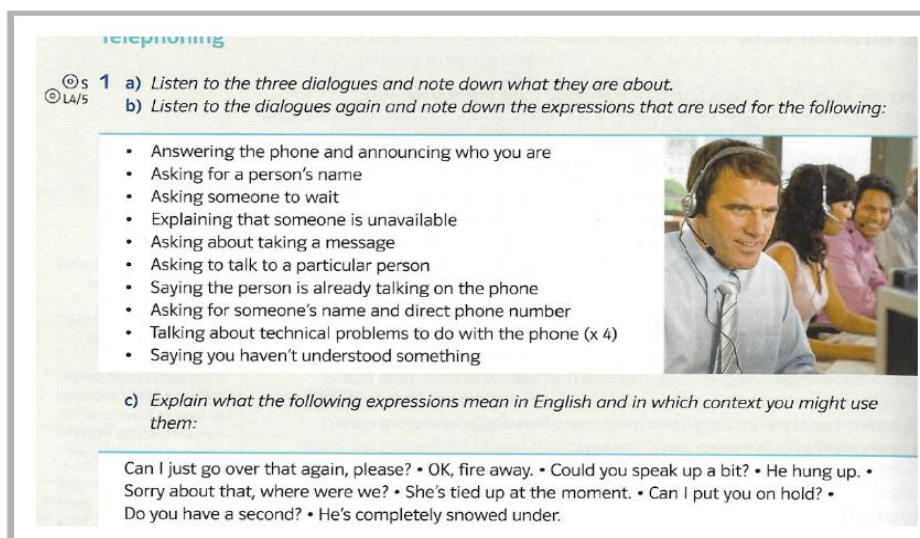 Telephoning
S 1 a) Listen to the three dialogues and note down what they are about.
L4/5 b) Listen to the dialogues again and note down the expressions that are used for the following:
• Answering the phone and announcing who you are
• Asking for a person's name
• Asking someone to wait
• Explaining that someone is unavailable
• Asking about taking a message
• Asking to talk to a particular person
• Saying the person is already talking on the phone
• Asking for someone's name and direct phone number
• Talking about technical problems to do with the phone (x 4)
• Saying you haven't understood something
c) Explain what the following expressions mean in English and in which context you might use
them:
Can I just go over that again, please? • OK, fire away. • Could you speak up a bit? • He hung up. •
Sorry about that, where were we? • She's tied up at the moment. • Can I put you on hold? •
Do you have a second? • He's completely snowed under.